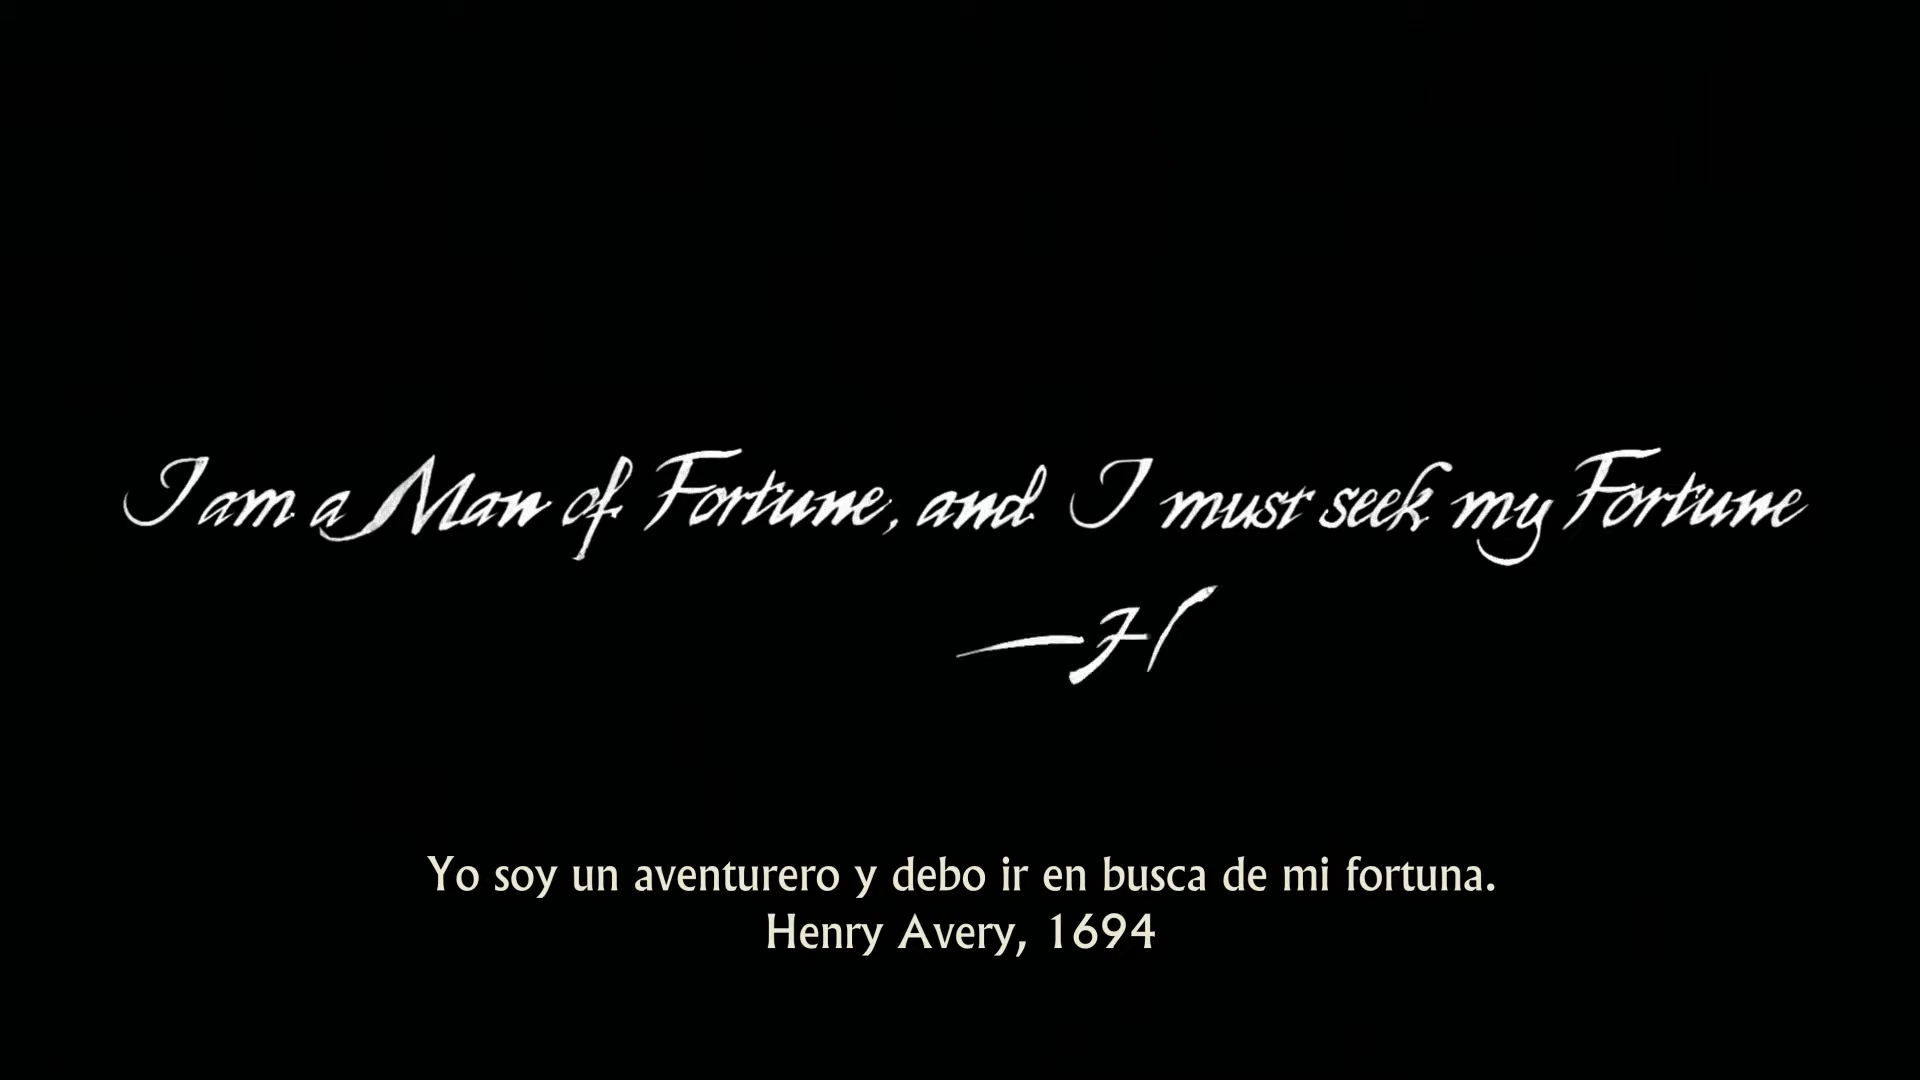 I am a Man of Fortune, and I must seek my Fortune
—H
Yo soy un aventurero y debo ir en busca de mi fortuna.
Henry Avery, 1694